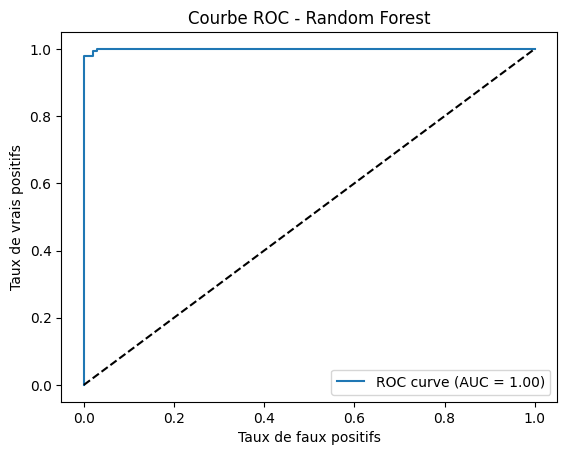 Courbe ROC - Random Forest
Taux de vrais positifs
1.0
0.8
0.6
0.4
0.2
0.0
ROC curve (AUC = 1.00)
0.0 0.2 0.4 0.6 0.8 1.0
Taux de faux positifs